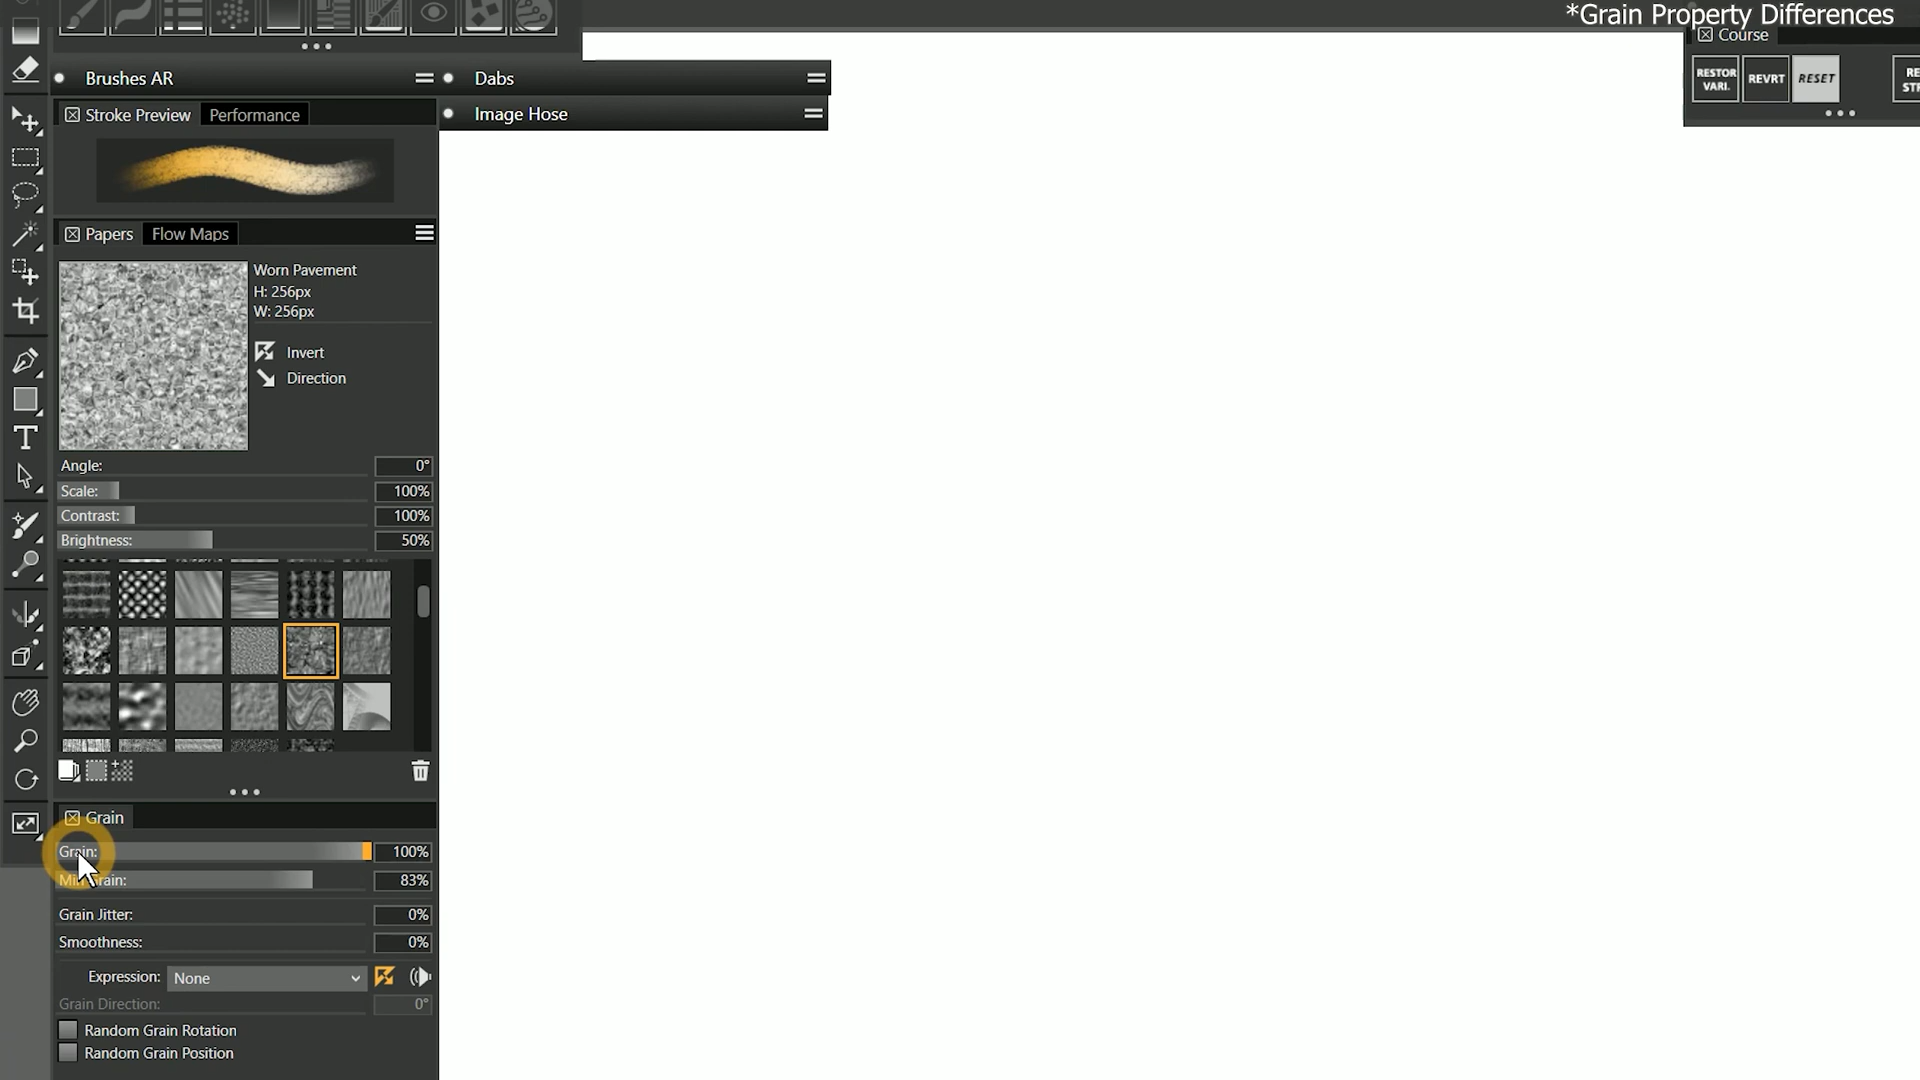 *Grain Property Differences
Course
RESTOR
VARI.
REVRT
RESET
Brushes AR
Dabs
Image Hose
Stroke Preview
Performance
Papers
Flow Maps
Worn Pavement
H: 256px
W: 256px
Invert
Direction
Angle: 0°
Scale: 100%
Contrast: 100%
Brightness: 50%
T
Grain
Grain: 100%
83%
Grain Jitter: 0%
Smoothness: 0%
Expression: None
Grain Direction: 0°
Random Grain Rotation
Random Grain Position